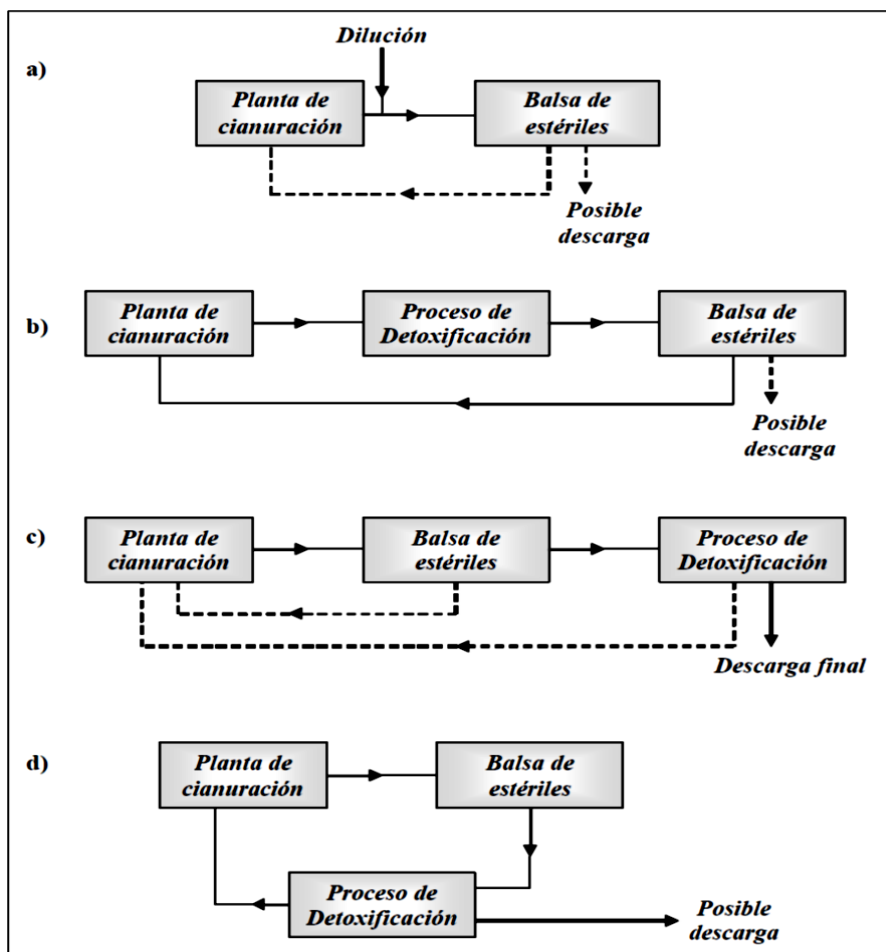 Dilución
a)
Planta de
cianuración
Balsa de
estériles
Posible
descarga
b)
Planta de
cianuración
Proceso de
Detoxificación
Balsa de
estériles
Posible
descarga
c)
Planta de
cianuración
Balsa de
estériles
Proceso de
Detoxificación
Descarga final
d)
Planta de
cianuración
Balsa de
estériles
Proceso de
Detoxificación
Posible
descarga